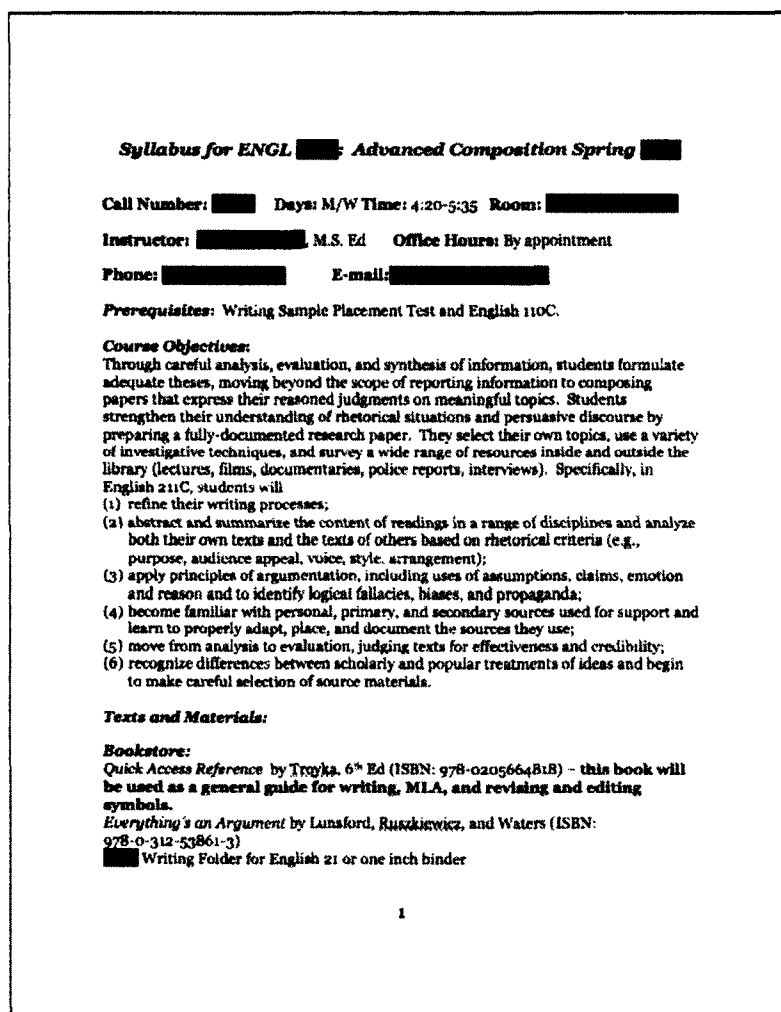 Syllabus for ENGL : Advanced Composition Spring
Call Number: Days: M/W Time: 4:20-5:35 Room:
Instructor: , M.S. Ed Office Hours: By appointment
Phone: E-mail:
Prerequisites: Writing Sample Placement Test and English 110C.
Course Objectives:
Through careful analysis, evaluation, and synthesis of information, students formulate
adequate theses, moving beyond the scope of reporting information to composing
papers that express their reasoned judgments on meaningful topics. Students
strengthen their understanding of rhetorical situations and persuasive discourse by
preparing a fully-documented research paper. They select their own topics, use a variety
of investigative techniques, and survey a wide range of resources inside and outside the
library (lectures, films, documentaries, police reports, interviews). Specifically, in
English 211C, students will
(1) refine their writing processes;
(2) abstract and summarize the content of readings in a range of disciplines and analyze
both their own texts and the texts of others based on rhetorical criteria (e.g.,
purpose, audience appeal, voice, style, arrangement);
(3) apply principles of argumentation, including uses of assumptions, claims, emotion
and reason and to identify logical fallacies, biases, and propaganda;
(4) become familiar with personal, primary, and secondary sources used for support and
learn to properly adapt, place, and document the sources they use;
(5) move from analysis to evaluation, judging texts for effectiveness and credibility;
(6) recognize differences between scholarly and popular treatments of ideas and begin
to make careful selection of source materials.
Texts and Materials:
Bookstore:
Quick Access Reference by Troyka, 6th Ed (ISBN: 978-0205664818) – this book will
be used as a general guide for writing, MLA, and revising and editing
symbols.
Everything's an Argument by Lunsford, Ruszkiewicz, and Waters (ISBN:
978-0-312-53861-3)
Writing Folder for English 21 or one inch binder
1